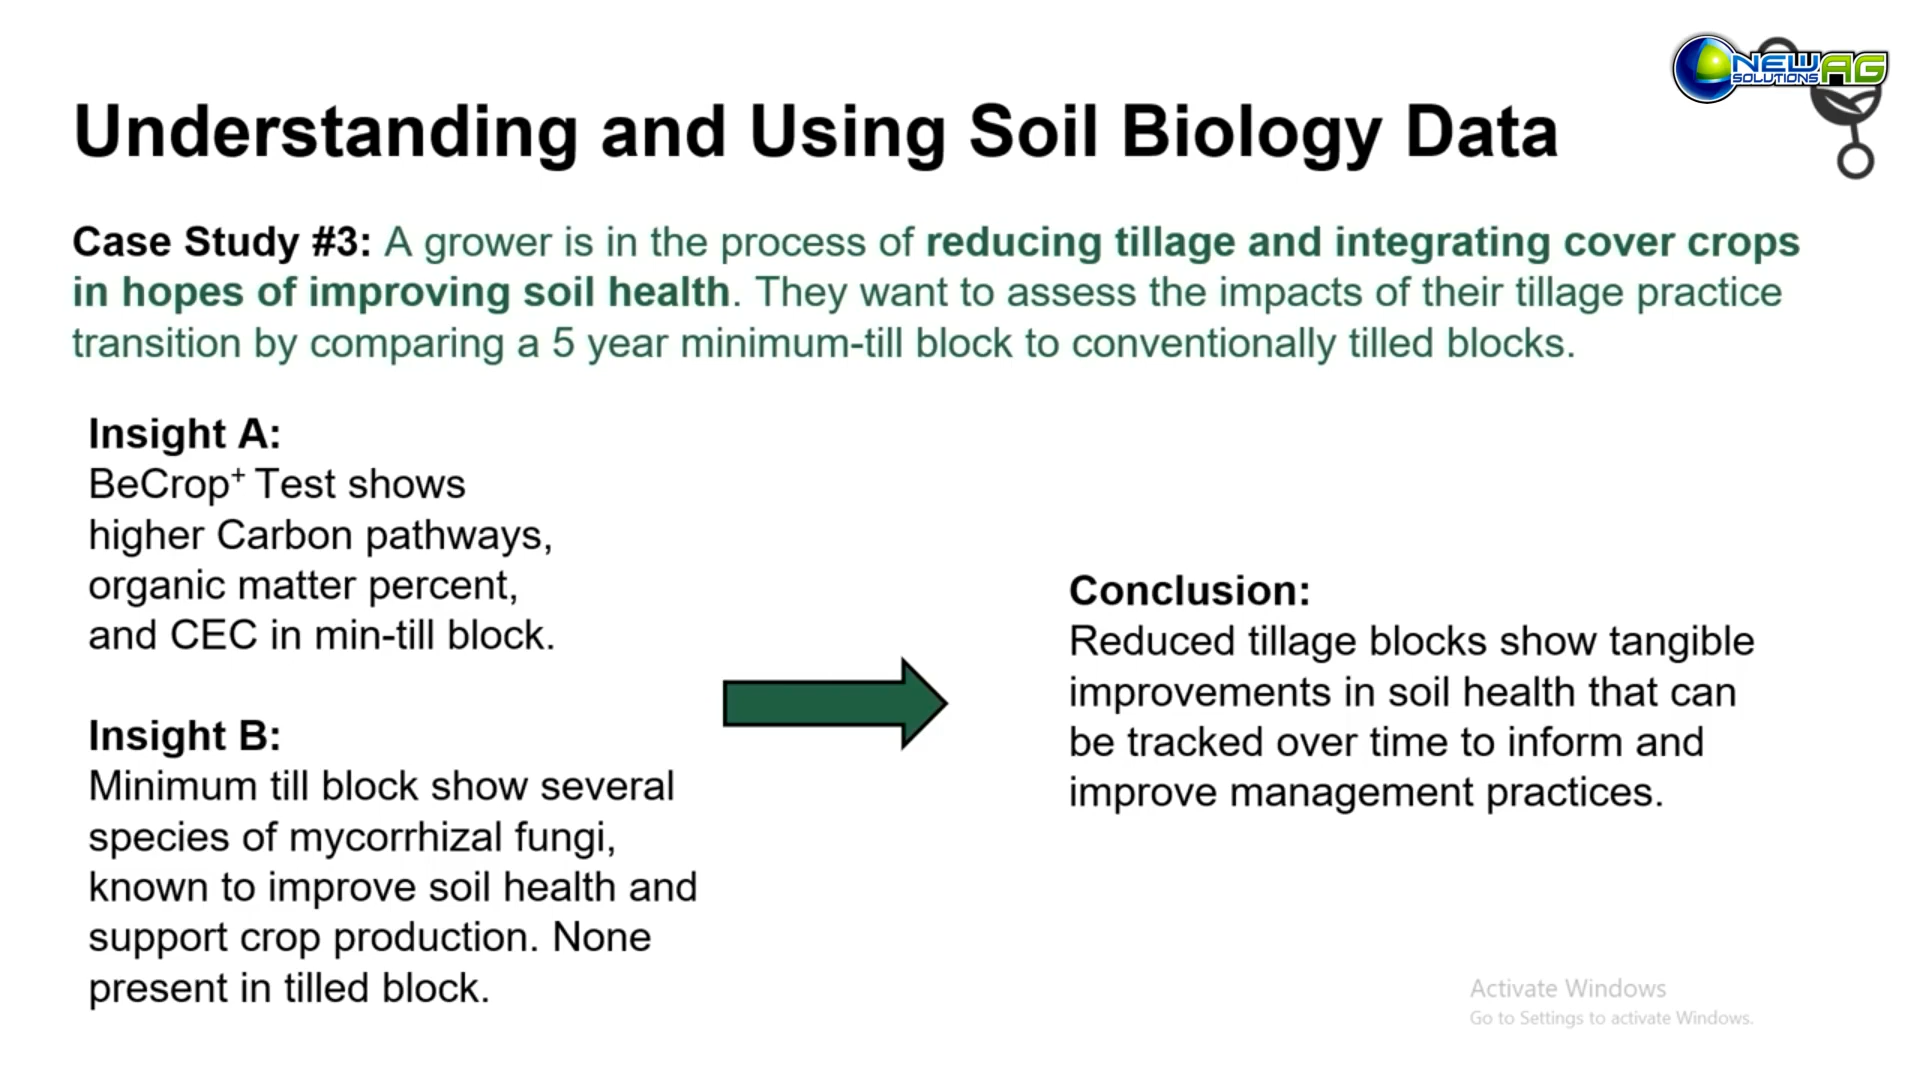 NEW AG
SOLUTIONS
Understanding and Using Soil Biology Data
Case Study #3: A grower is in the process of reducing tillage and integrating cover crops
in hopes of improving soil health. They want to assess the impacts of their tillage practice
transition by comparing a 5 year minimum-till block to conventionally tilled blocks.
Insight A:
BeCrop⁺ Test shows
higher Carbon pathways,
organic matter percent,
and CEC in min-till block.
Insight B:
Minimum till block show several
species of mycorrhizal fungi,
known to improve soil health and
support crop production. None
present in tilled block.
Conclusion:
Reduced tillage blocks show tangible
improvements in soil health that can
be tracked over time to inform and
improve management practices.
Activate Windows
Go to Settings to activate Windows.